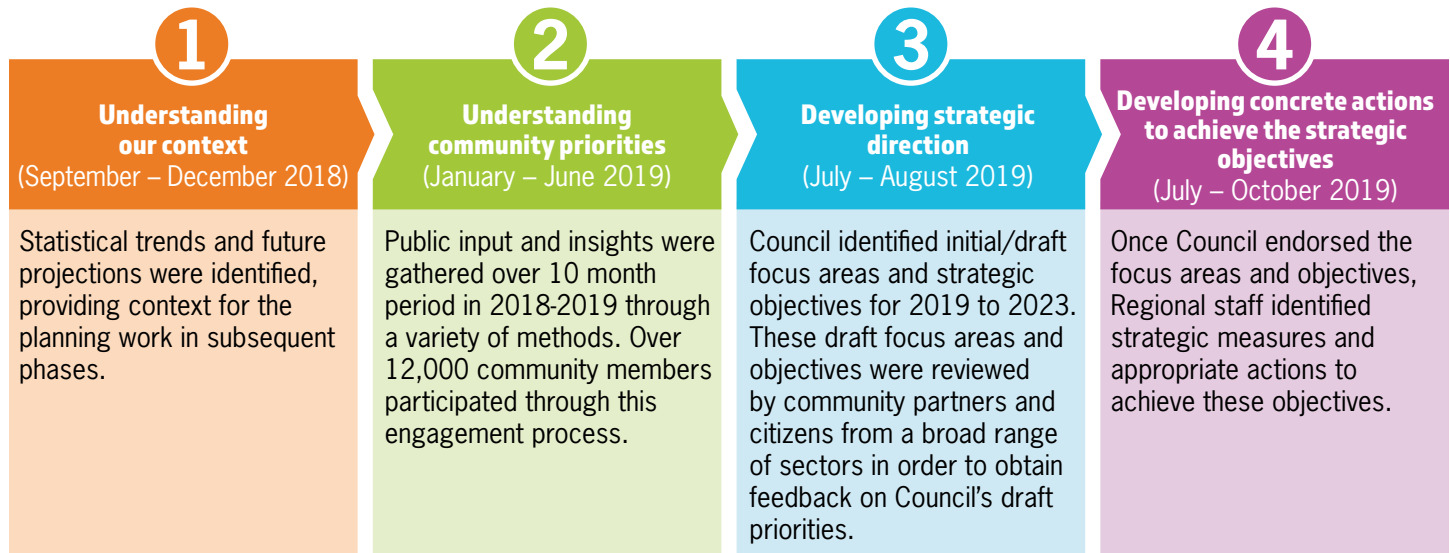 1
Understanding
our context
(September – December 2018)
Statistical trends and future
projections were identified,
providing context for the
planning work in subsequent
phases.
2
Understanding
community priorities
(January – June 2019)
Public input and insights were
gathered over 10 month
period in 2018-2019 through
a variety of methods. Over
12,000 community members
participated through this
engagement process.
3
Developing strategic
direction
(July – August 2019)
Council identified initial/draft
focus areas and strategic
objectives for 2019 to 2023.
These draft focus areas and
objectives were reviewed
by community partners and
citizens from a broad range
of sectors in order to obtain
feedback on Council’s draft
priorities.
4
Developing concrete actions
to achieve the strategic
objectives
(July – October 2019)
Once Council endorsed the
focus areas and objectives,
Regional staff identified
strategic measures and
appropriate actions to
achieve these objectives.